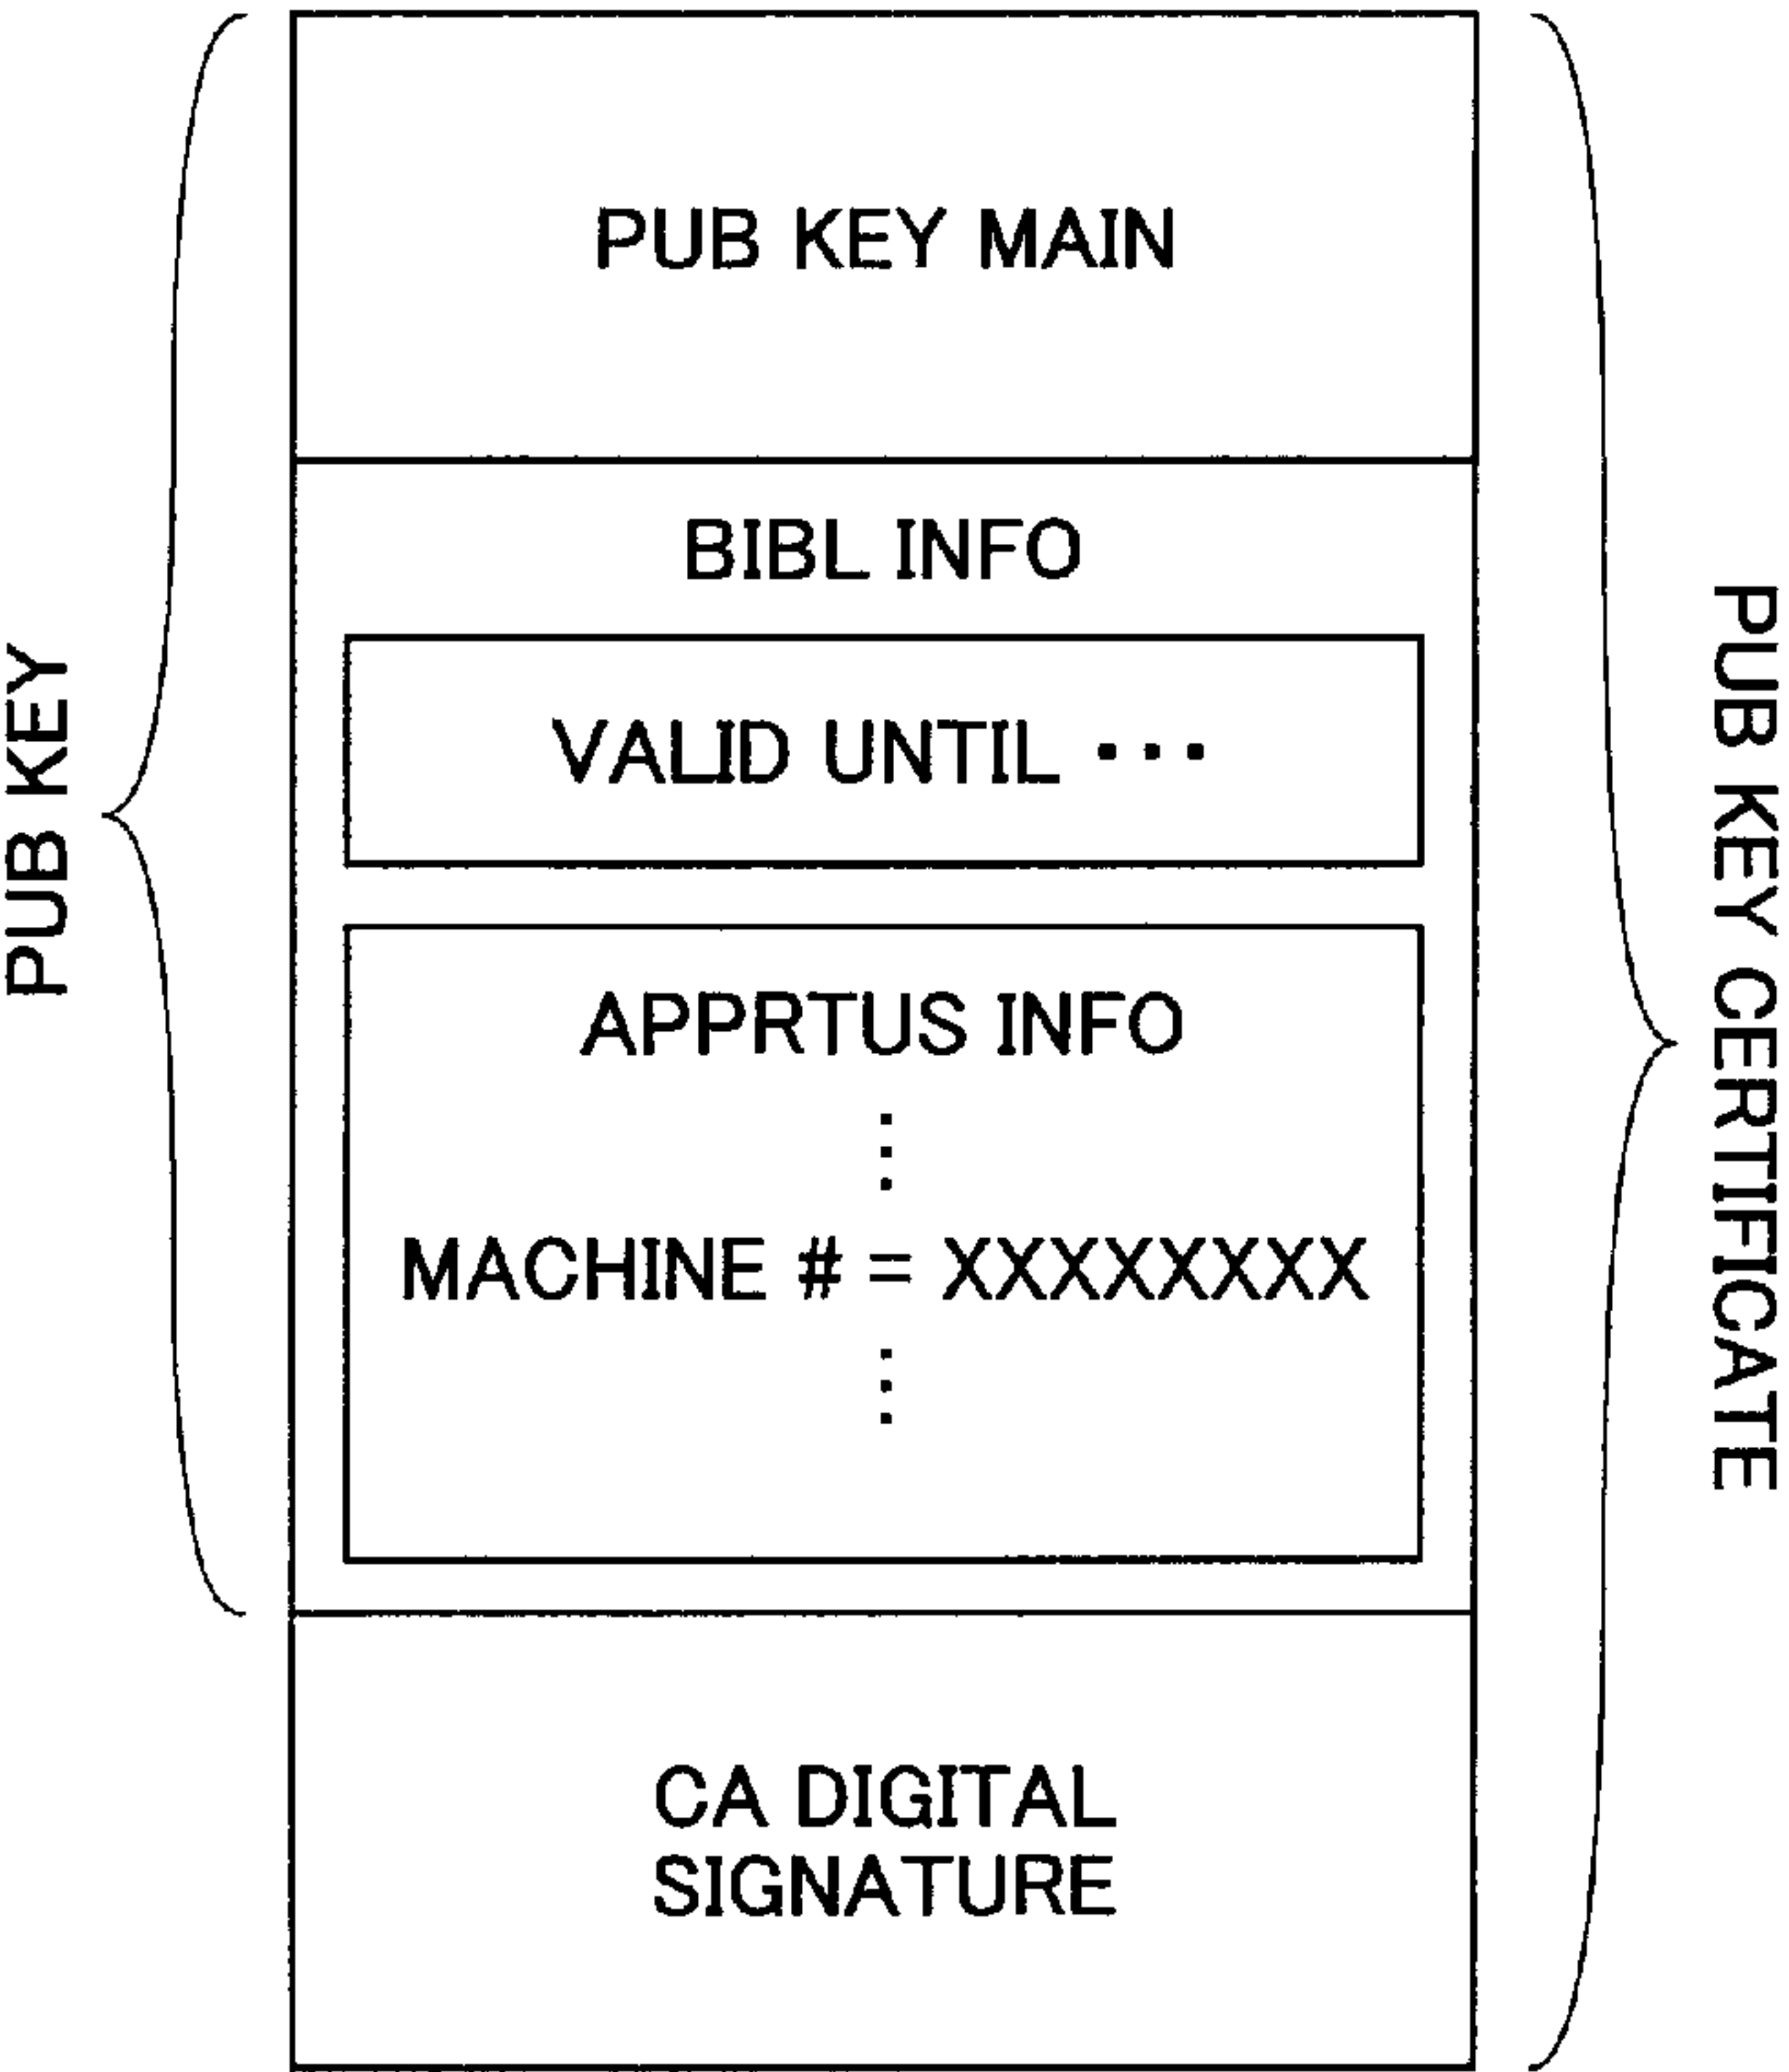 PUB KEY
PUB KEY MAIN
BIBL INFO
VALID UNTIL ･･･
APPRTUS INFO
⋮
MACHINE # = XXXXXXXX
⋮
CA DIGITAL
SIGNATURE
PUB KEY CERTIFICATE